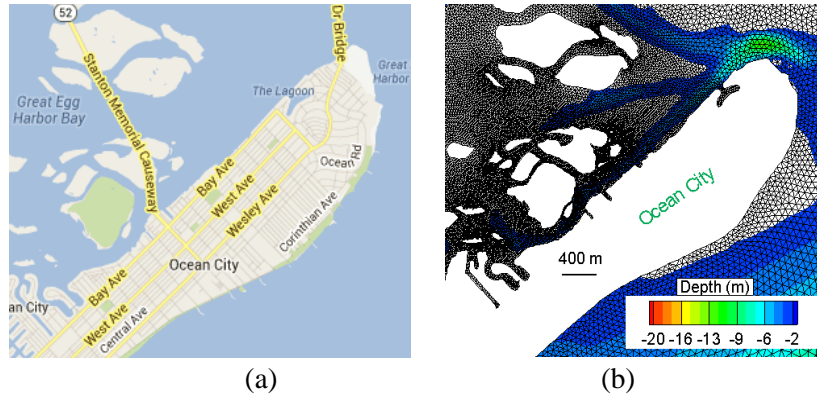 52
Stanton Memorial Causeway
Great Egg
Harbor Bay
Dr Bridge
Great
Harbor
The Lagoon
Ocean Rd
Bay Ave
West Ave
Wesley Ave
Corinthian Ave
Ocean City
an City
Bay Ave
West Ave
Central Ave
(a)
Ocean City
400 m
Depth (m)
-20 -16 -13 -9 -6 -2
(b)